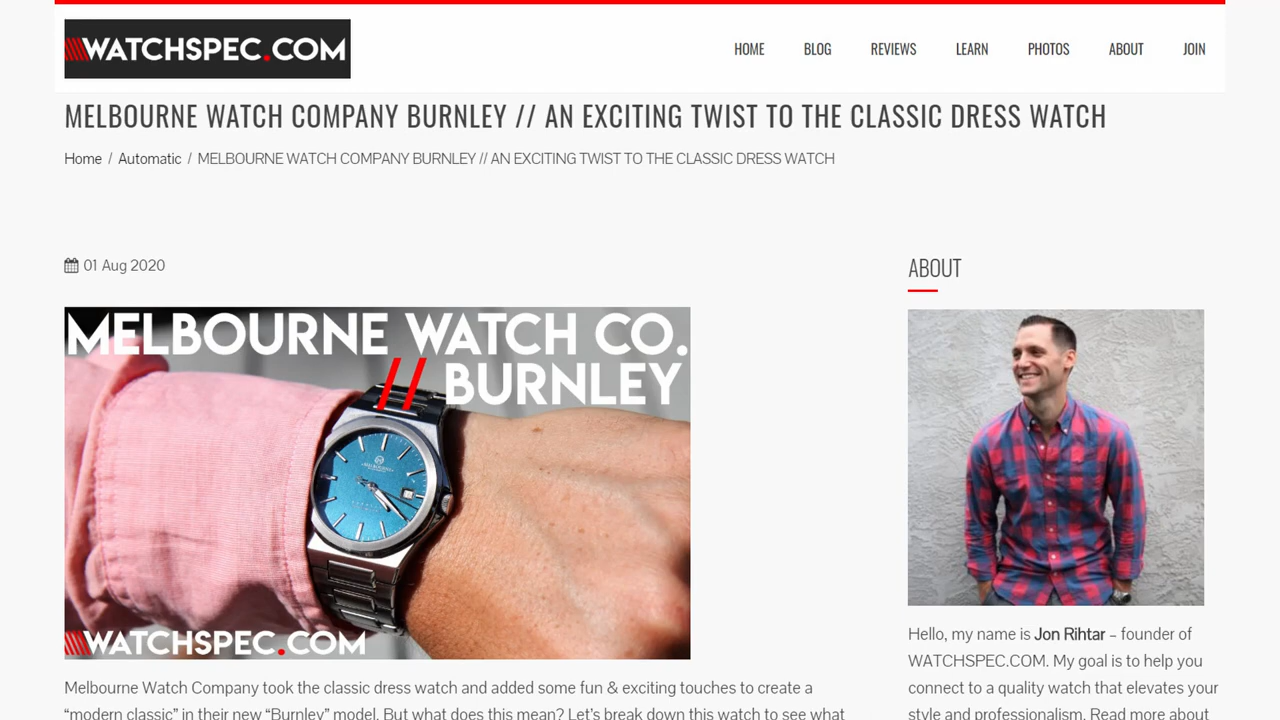 WATCHSPEC.COM
HOME BLOG REVIEWS LEARN PHOTOS ABOUT JOIN
MELBOURNE WATCH COMPANY BURNLEY // AN EXCITING TWIST TO THE CLASSIC DRESS WATCH
Home / Automatic / MELBOURNE WATCH COMPANY BURNLEY // AN EXCITING TWIST TO THE CLASSIC DRESS WATCH
01 Aug 2020
MELBOURNE WATCH CO.
// BURNLEY
WATCHSPEC.COM
Melbourne Watch Company took the classic dress watch and added some fun & exciting touches to create a
“modern classic” in their new “Burnley” model. But what does this mean? Let’s break down this watch to see what
ABOUT
Hello, my name is Jon Rihtar – founder of
WATCHSPEC.COM. My goal is to help you
connect to a quality watch that elevates your
style and professionalism. Read more about